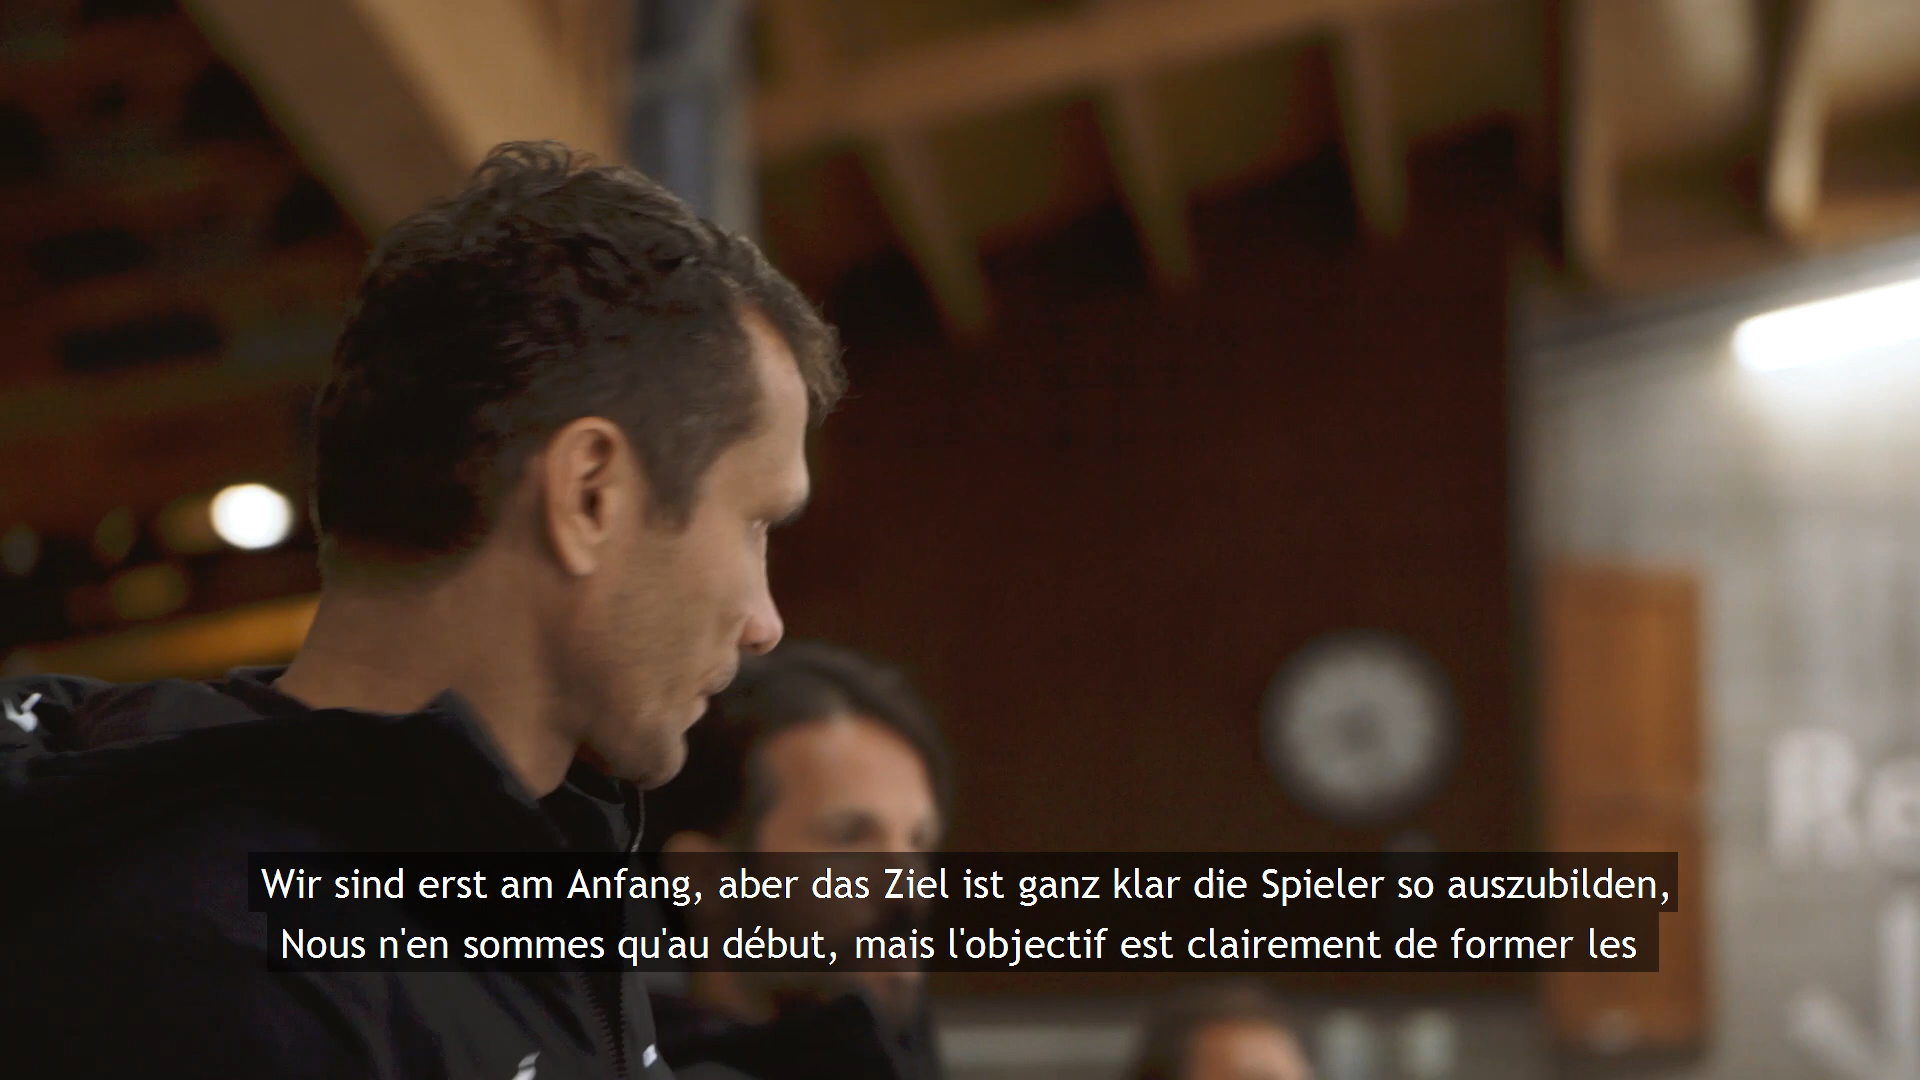 Wir sind erst am Anfang, aber das Ziel ist ganz klar die Spieler so auszubilden,
Nous n'en sommes qu'au début, mais l'objectif est clairement de former les